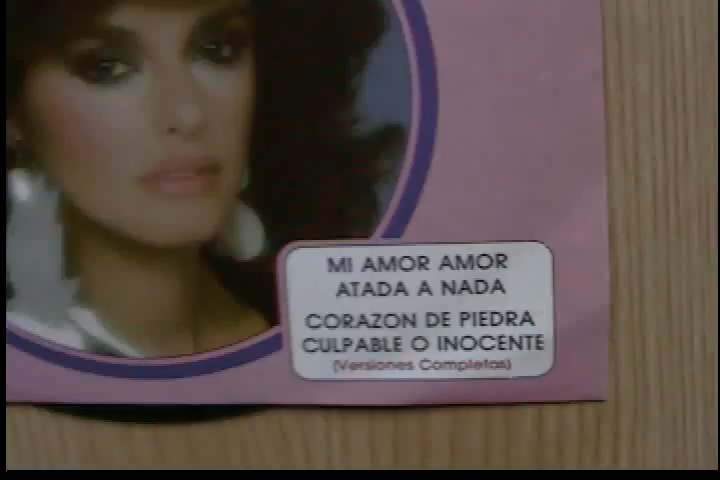 MI AMOR AMOR
ATADA A NADA
CORAZON DE PIEDRA
CULPABLE O INOCENTE
(Versiones Completas)